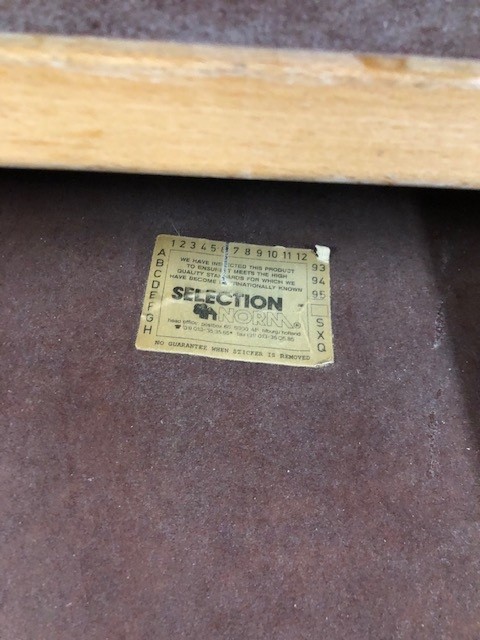 1 2 3 4 5 6 7 8 9 10 11 12
A B C D E F G H
WE HAVE INSPECTED THIS PRODUCT
TO ENSURE IT MEETS THE HIGH
QUALITY STANDARDS FOR WHICH WE
HAVE BECOME INTERNATIONALLY KNOWN
SELECTION
NORM®
head office
NO GUARANTEE WHEN STICKER IS REMOVED
93
94
95
S
X
Q